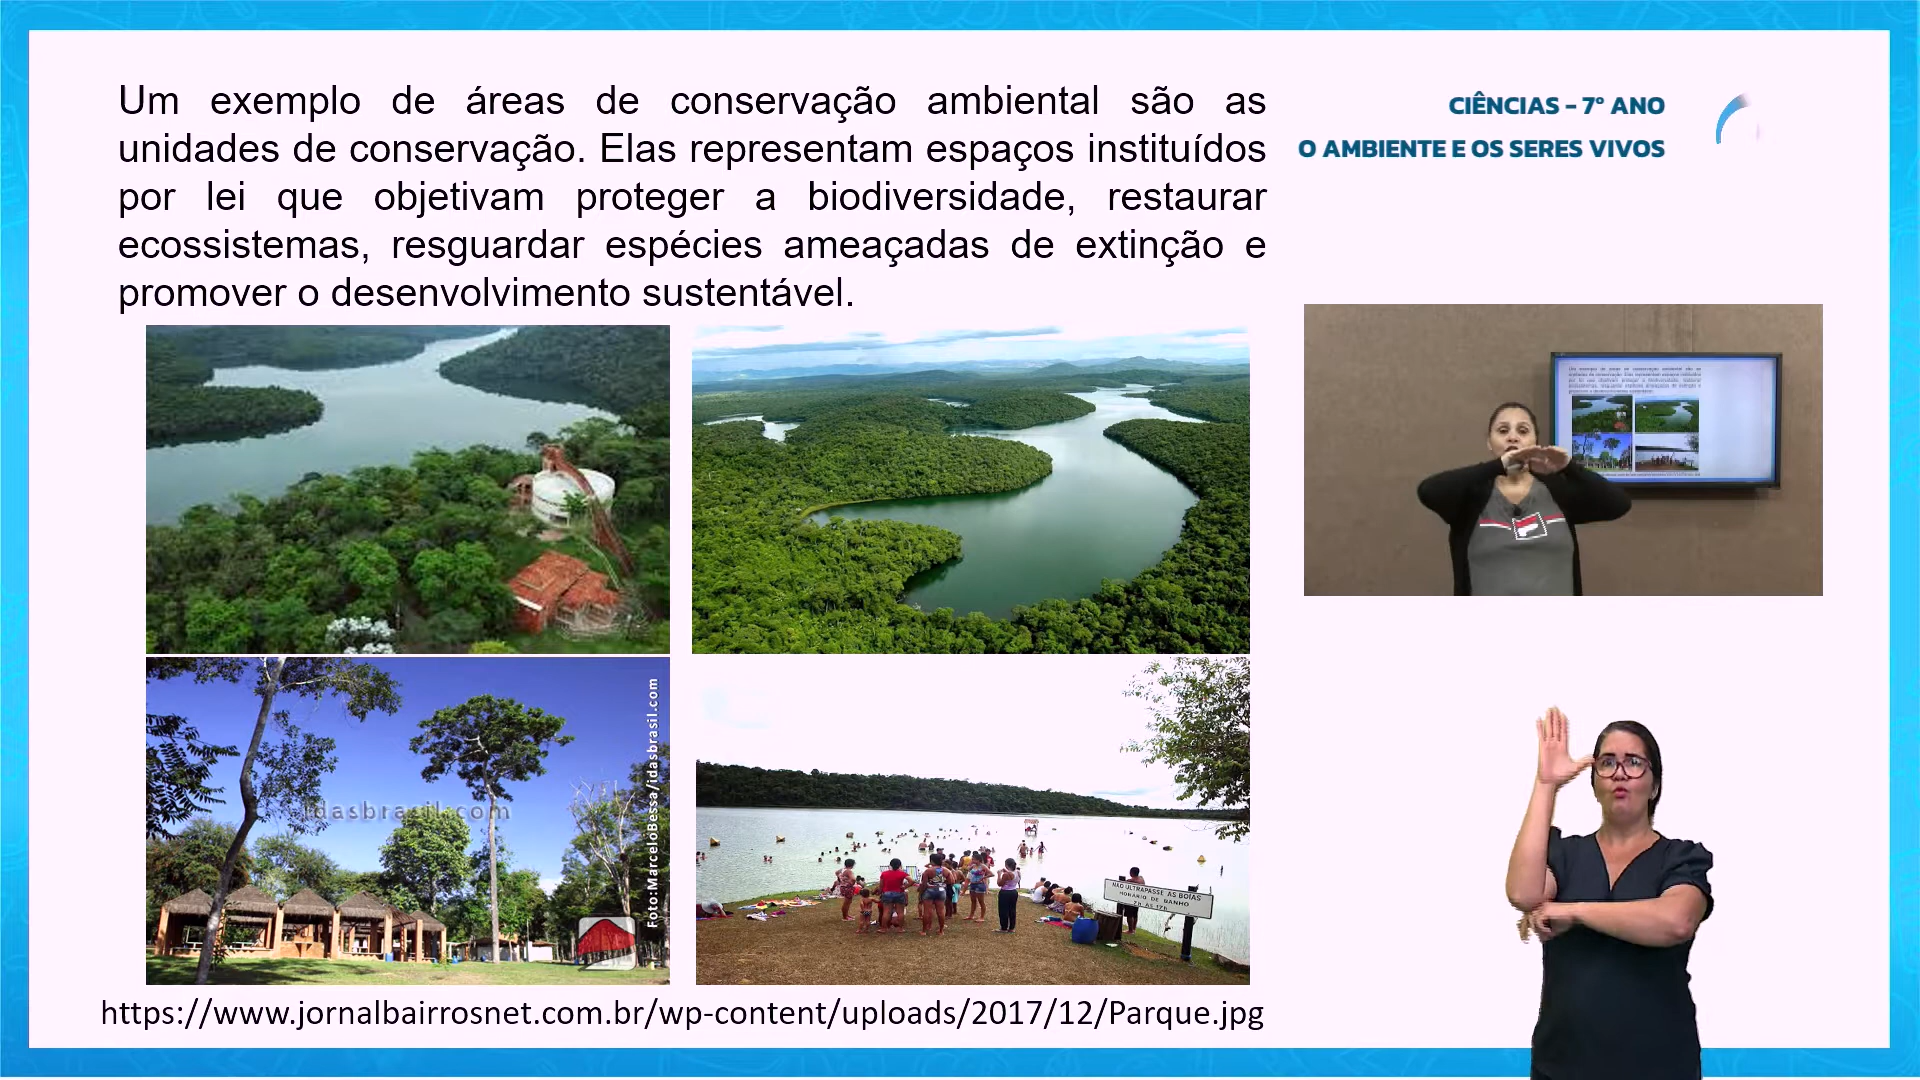 Um exemplo de áreas de conservação ambiental são as
unidades de conservação. Elas representam espaços instituídos
por lei que objetivam proteger a biodiversidade, restaurar
ecossistemas, resguardar espécies ameaçadas de extinção e
promover o desenvolvimento sustentável.
CIÊNCIAS - 7º ANO
O AMBIENTE E OS SERES VIVOS
idasbrasil.com
Foto:MarceloBessa/idasbrasil.com
NÃO ULTRAPASSE AS BOIAS
HORÁRIO DE BANHO
ÀS 17h
https://www.jornalbairrosnet.com.br/wp-content/uploads/2017/12/Parque.jpg